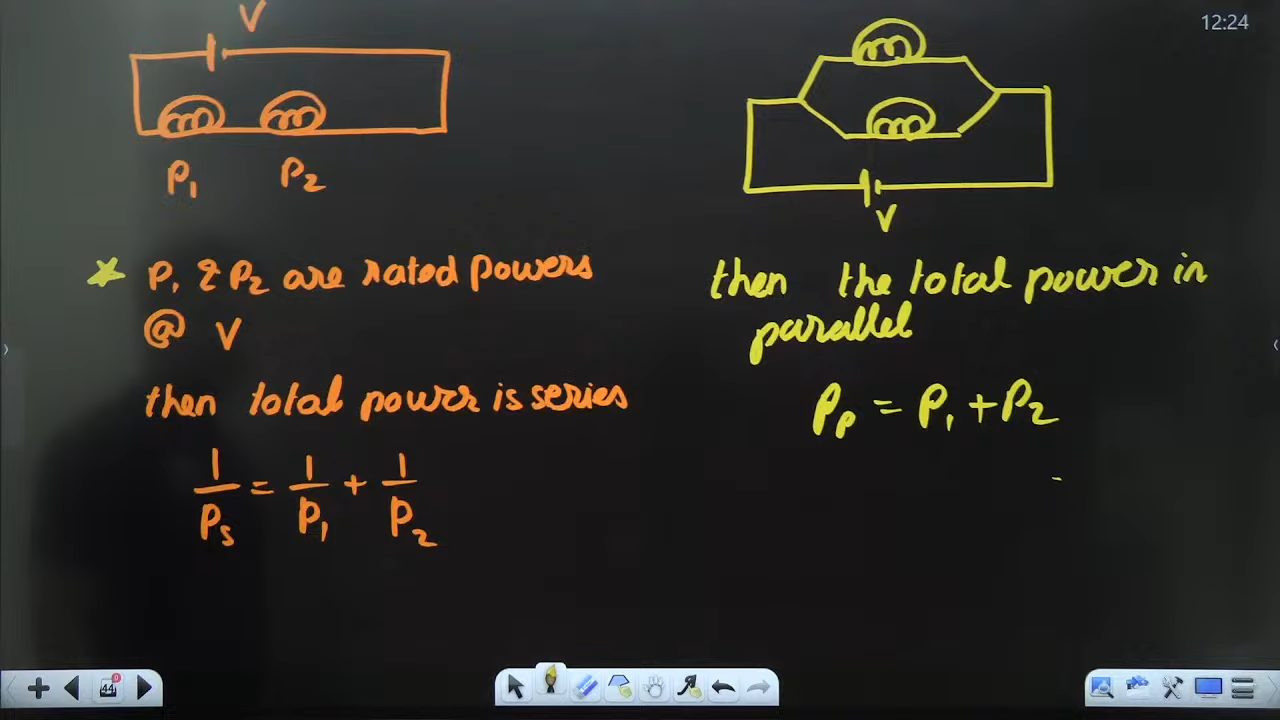 12:24
V
P1 P2
V
* P1 & P2 are rated powers
@ V
then total power is series
1/Ps = 1/P1 + 1/P2
then the total power in
parallel
Pp = P1 + P2
44